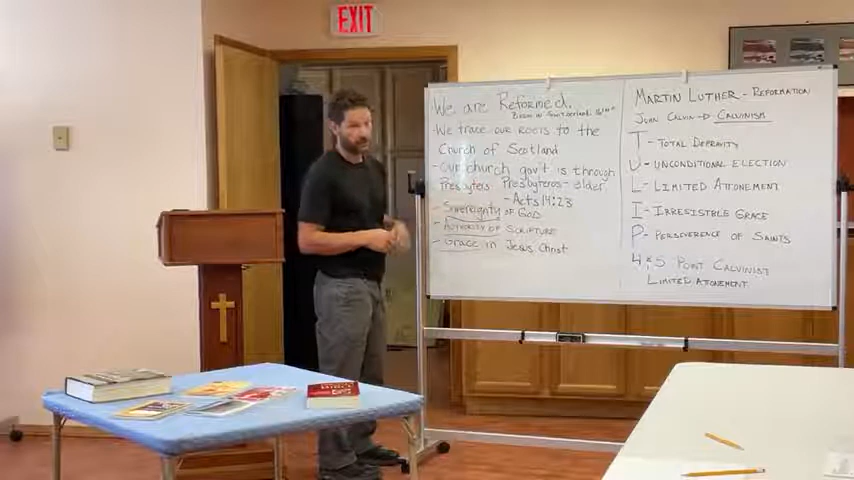 EXIT
We are Reformed.
Began in Switzerland, 16th
- We trace our roots to the
Church of Scotland
- Our church gov't is through
Presbyters Presbyteros - elder
- Acts 14:23
- Sovereignty of God
- Authority of Scripture
- Grace in Jesus Christ
MARTIN LUTHER - REFORMATION
JOHN CALVIN → CALVINISM
T - TOTAL DEPRAVITY
U - UNCONDITIONAL ELECTION
L - LIMITED ATONEMENT
I - IRRESISTIBLE GRACE
P - PERSEVERENCE OF SAINTS
4 & 5 POINT CALVINIST
LIMITED ATONEMENT